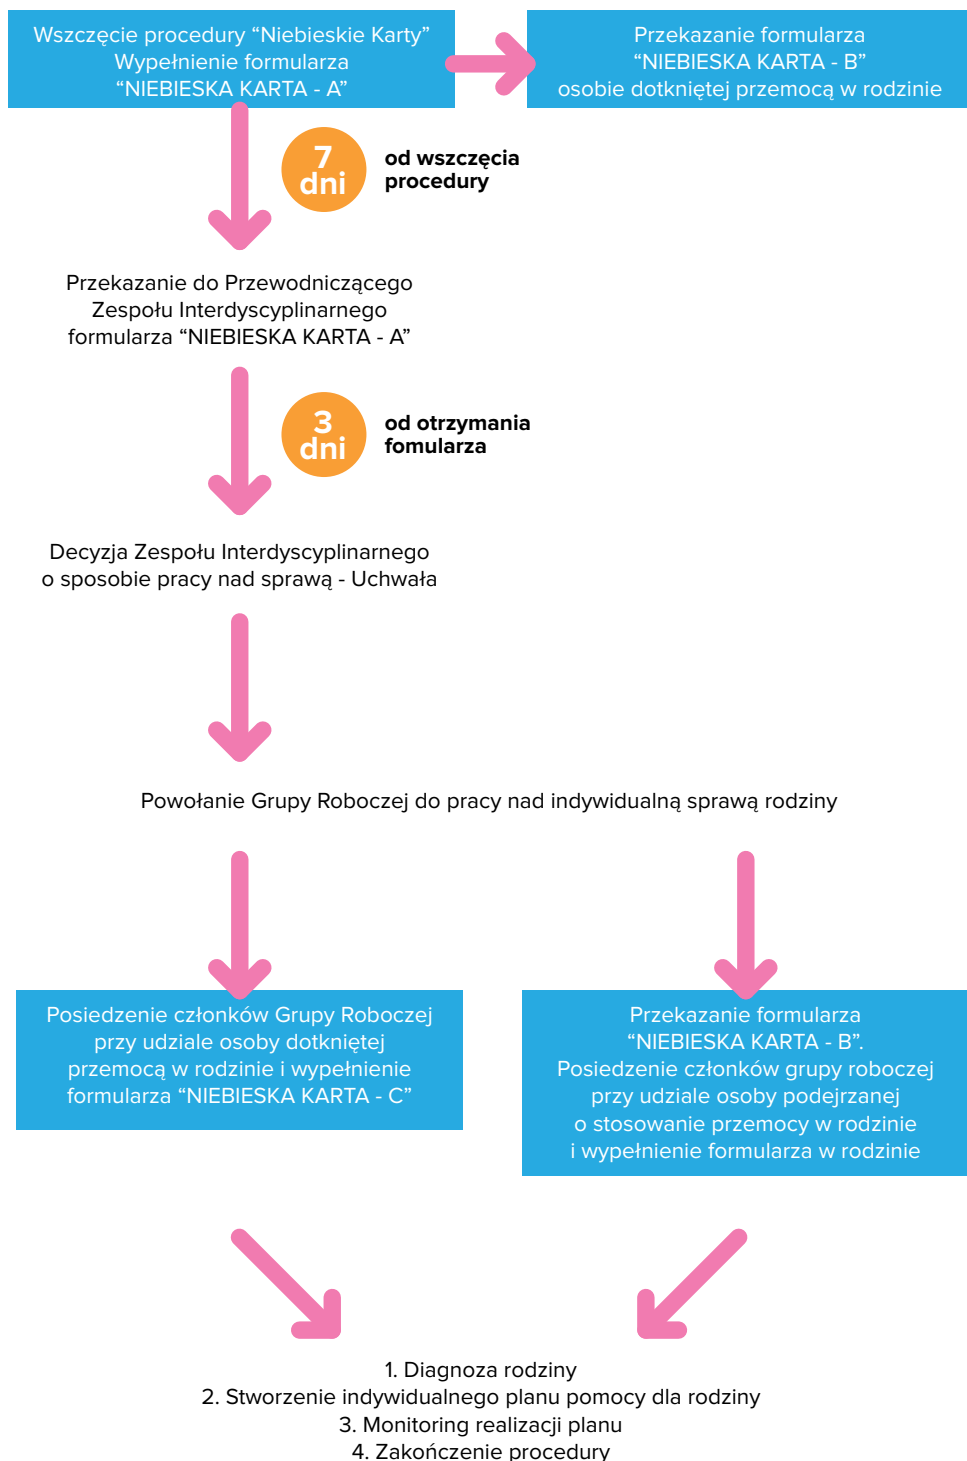 Wszczęcie procedury “Niebieskie Karty”
Wypełnienie formularza
“NIEBIESKA KARTA - A”
Przekazanie formularza
“NIEBIESKA KARTA - B”
osobie dotkniętej przemocą w rodzinie
7
dni
od wszczęcia
procedury
Przekazanie do Przewodniczącego
Zespołu Interdyscyplinarnego
formularza “NIEBIESKA KARTA - A”
3
dni
od otrzymania
fomularza
Decyzja Zespołu Interdyscyplinarnego
o sposobie pracy nad sprawą - Uchwała
Powołanie Grupy Roboczej do pracy nad indywidualną sprawą rodziny
Posiedzenie członków Grupy Roboczej
przy udziale osoby dotkniętej
przemocą w rodzinie i wypełnienie
formularza “NIEBIESKA KARTA - C”
Przekazanie formularza
“NIEBIESKA KARTA - B”.
Posiedzenie członków grupy roboczej
przy udziale osoby podejrzanej
o stosowanie przemocy w rodzinie
i wypełnienie formularza w rodzinie
1. Diagnoza rodziny
2. Stworzenie indywidualnego planu pomocy dla rodziny
3. Monitoring realizacji planu
4. Zakończenie procedury